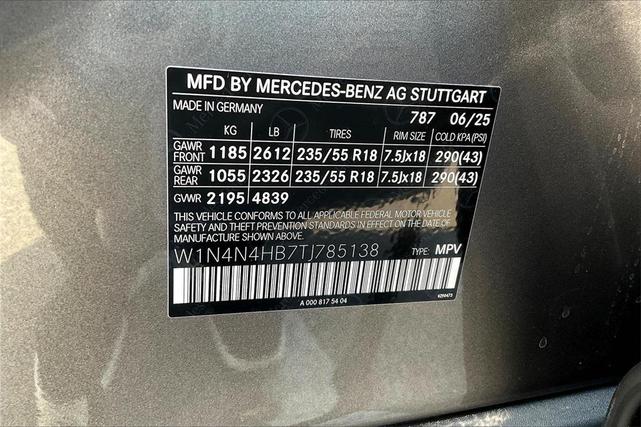 MFD BY MERCEDES-BENZ AG STUTTGART
MADE IN GERMANY 787 06/25
KG LB TIRES RIM SIZE COLD KPA(PSI)
GAWR FRONT 1185 2612 235/55 R18 7.5Jx18 290(43)
GAWR REAR 1055 2326 235/55 R18 7.5Jx18 290(43)
GVWR 2195 4839
THIS VEHICLE CONFORMS TO ALL APPLICABLE FEDERAL MOTOR VEHICLE
SAFETY AND THEFT PREVENTION STANDARDS IN EFFECT ON THE DATE OF
MANUFACTURE SHOWN ABOVE.
W1N4N4HB7TJ785138 TYPE: MPV
A 000 817 54 04